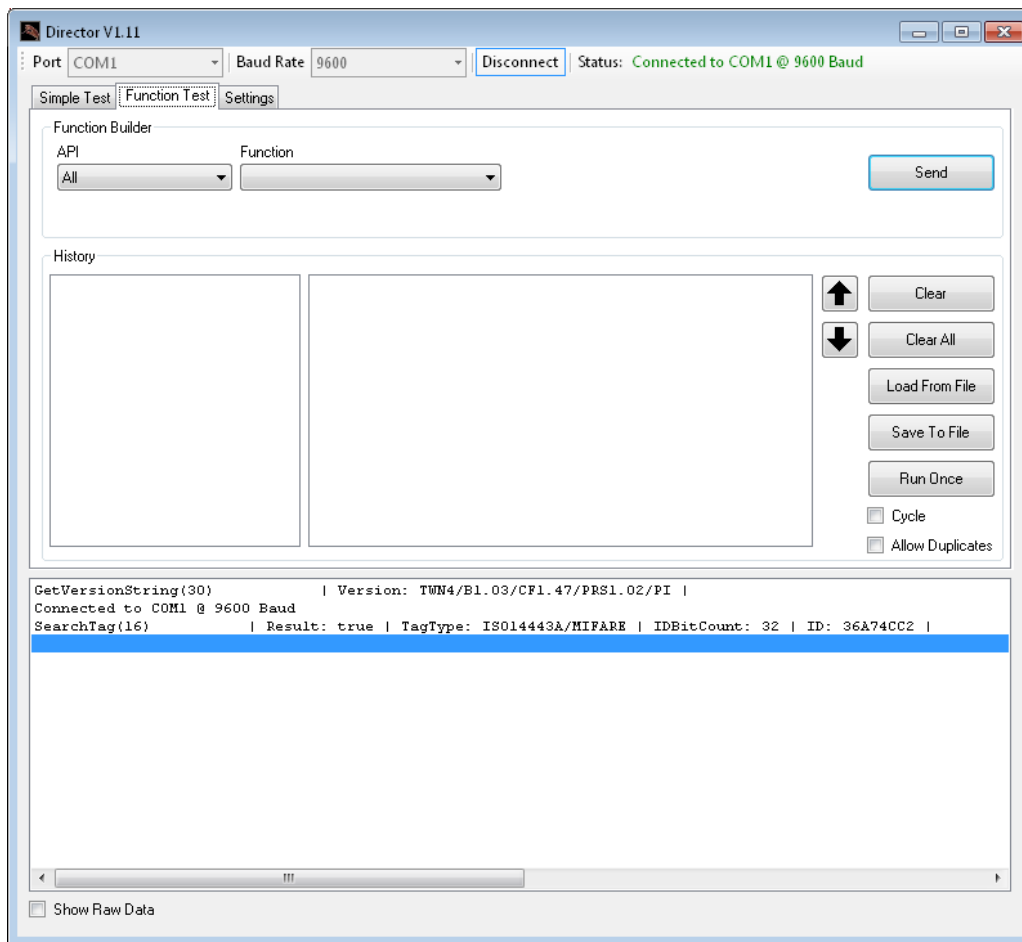 Director V1.11
Port COM1 Baud Rate 9600 Disconnect Status: Connected to COM1 @ 9600 Baud
Simple Test Function Test Settings
Function Builder
API Function
All
Send
History
Clear
Clear All
Load From File
Save To File
Run Once
Cycle
Allow Duplicates
GetVersionString(30) | Version: TWN4/B1.03/CF1.47/PRS1.02/PI |
Connected to COM1 @ 9600 Baud
SearchTag(16) | Result: true | TagType: ISO14443A/MIFARE | IDBitCount: 32 | ID: 36A74CC2 |
Show Raw Data